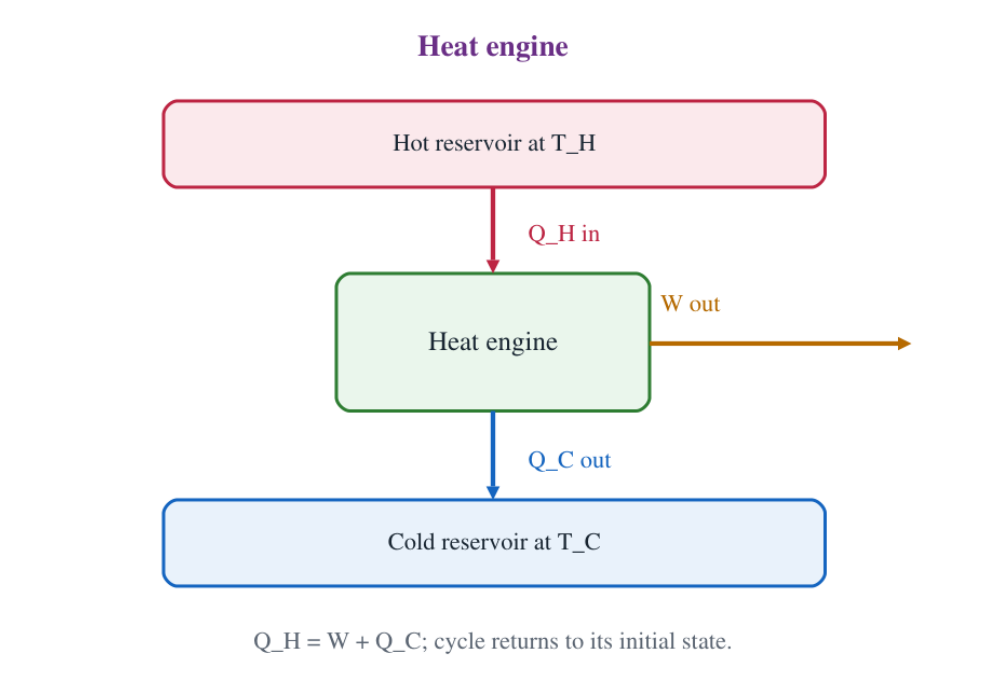 Heat engine
Hot reservoir at T_H
Q_H in
W out
Heat engine
Q_C out
Cold reservoir at T_C
Q_H = W + Q_C; cycle returns to its initial state.